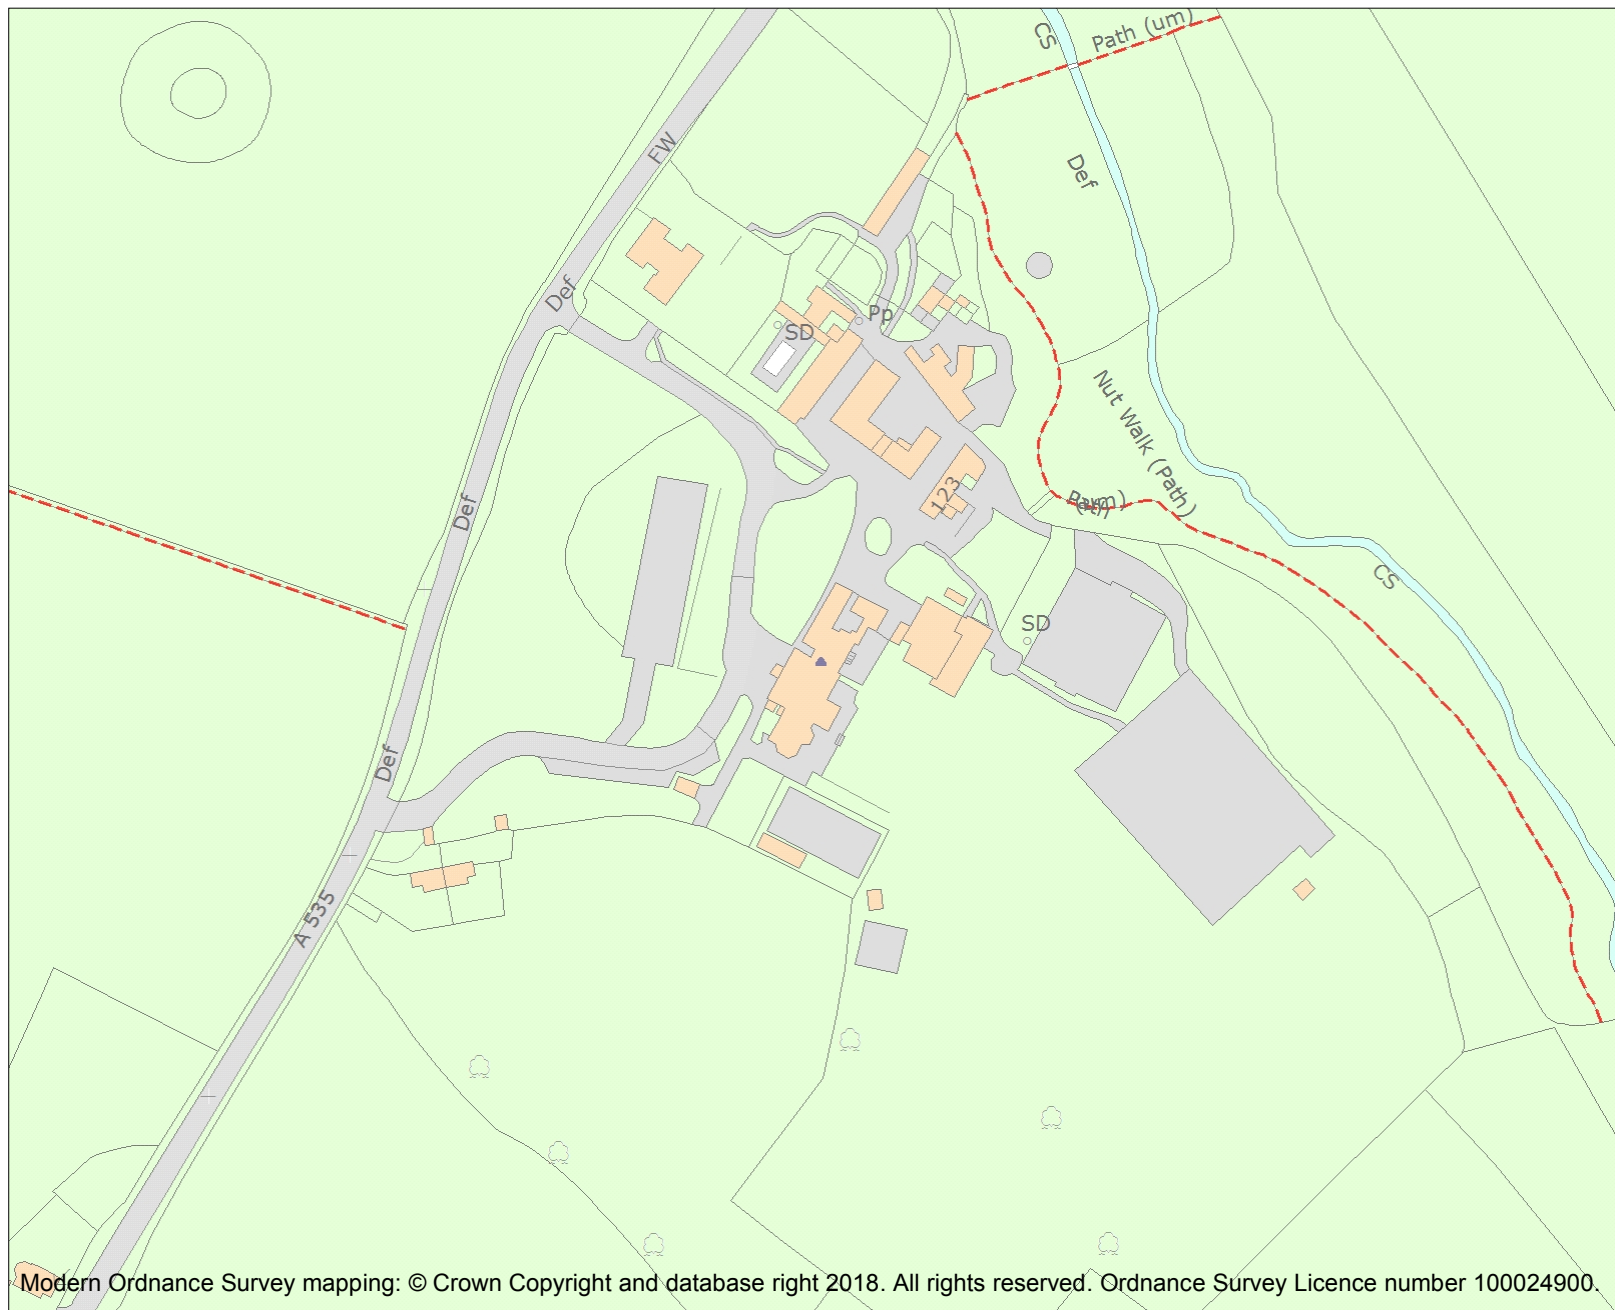 Path (um)
CS
FW
Def
Def
Pp
SD
Nut Walk (Path)
123
Def
CS
SD
Def
A 535
Modern Ordnance Survey mapping: © Crown Copyright and database right 2018. All rights reserved. Ordnance Survey Licence number 100024900.